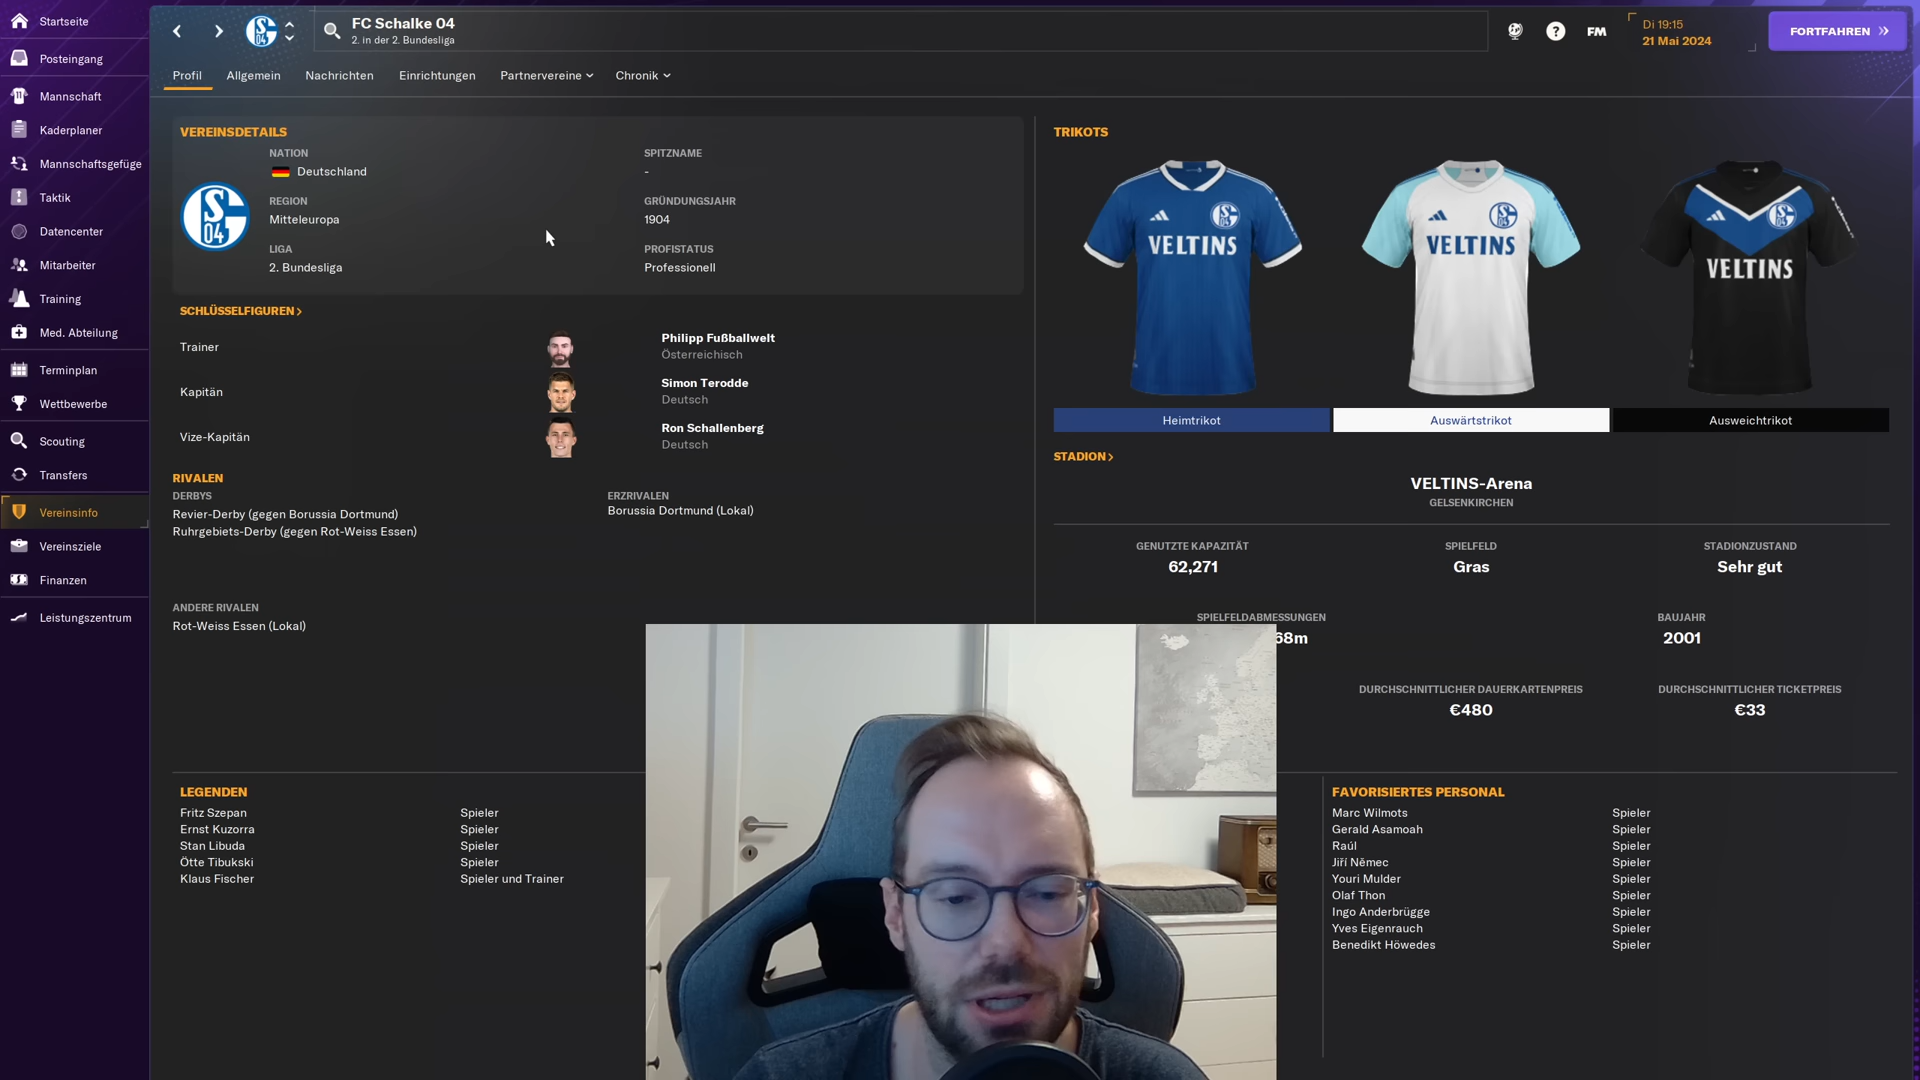 Startseite
Posteingang
Mannschaft
Kaderplaner
Mannschaftsgefüge
Taktik
Datencenter
Mitarbeiter
Training
Med. Abteilung
Terminplan
Wettbewerbe
Scouting
Transfers
Vereinsinfo
Vereinsziele
Finanzen
Leistungszentrum
FC Schalke 04
2. in der 2. Bundesliga
FM
Di 19:15
21 Mai 2024
FORTFAHREN
Profil Allgemein Nachrichten Einrichtungen Partnervereine Chronik
VEREINSDETAILS
NATION
Deutschland
REGION
Mitteleuropa
LIGA
2. Bundesliga
SPITZNAME
-
GRÜNDUNGSJAHR
1904
PROFISTATUS
Professionell
S
04
SCHLÜSSELFIGUREN
Trainer
Philipp Fußballwelt
Österreichisch
Kapitän
Simon Terodde
Deutsch
Vize-Kapitän
Ron Schallenberg
Deutsch
RIVALEN
DERBYS
Revier-Derby (gegen Borussia Dortmund)
Ruhrgebiets-Derby (gegen Rot-Weiss Essen)
ERZRIVALEN
Borussia Dortmund (Lokal)
ANDERE RIVALEN
Rot-Weiss Essen (Lokal)
LEGENDEN
Fritz Szepan Spieler
Ernst Kuzorra Spieler
Stan Libuda Spieler
Ötte Tibukski Spieler
Klaus Fischer Spieler und Trainer
TRIKOTS
VELTINS
VELTINS
VELTINS
Heimtrikot
Auswärtstrikot
Ausweichtrikot
STADION
VELTINS-Arena
GELSENKIRCHEN
GENUTZTE KAPAZITÄT
62,271
SPIELFELD
Gras
STADIONZUSTAND
Sehr gut
SPIELFELDABMESSUNGEN
68m
BAUJAHR
2001
DURCHSCHNITTLICHER DAUERKARTENPREIS
€480
DURCHSCHNITTLICHER TICKETPREIS
€33
FAVORISIERTES PERSONAL
Marc Wilmots Spieler
Gerald Asamoah Spieler
Raúl Spieler
Jiří Němec Spieler
Youri Mulder Spieler
Olaf Thon Spieler
Ingo Anderbrügge Spieler
Yves Eigenrauch Spieler
Benedikt Höwedes Spieler